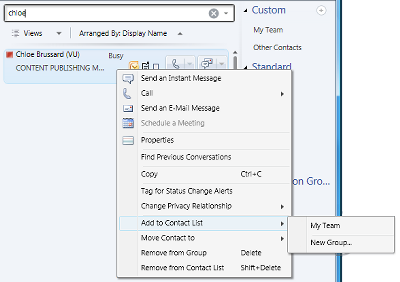 chloe
Views
Arranged By: Display Name
Chloe Brussard (VU)
Busy
CONTENT PUBLISHING M...
Send an Instant Message
Call
Send an E-Mail Message
Schedule a Meeting
Properties
Find Previous Conversations
Copy Ctrl+C
Tag for Status Change Alerts
Change Privacy Relationship
Add to Contact List
Move Contact to
Remove from Group Delete
Remove from Contact List Shift+Delete
My Team
New Group...
Custom
My Team
Other Contacts
Standard
on Gro...